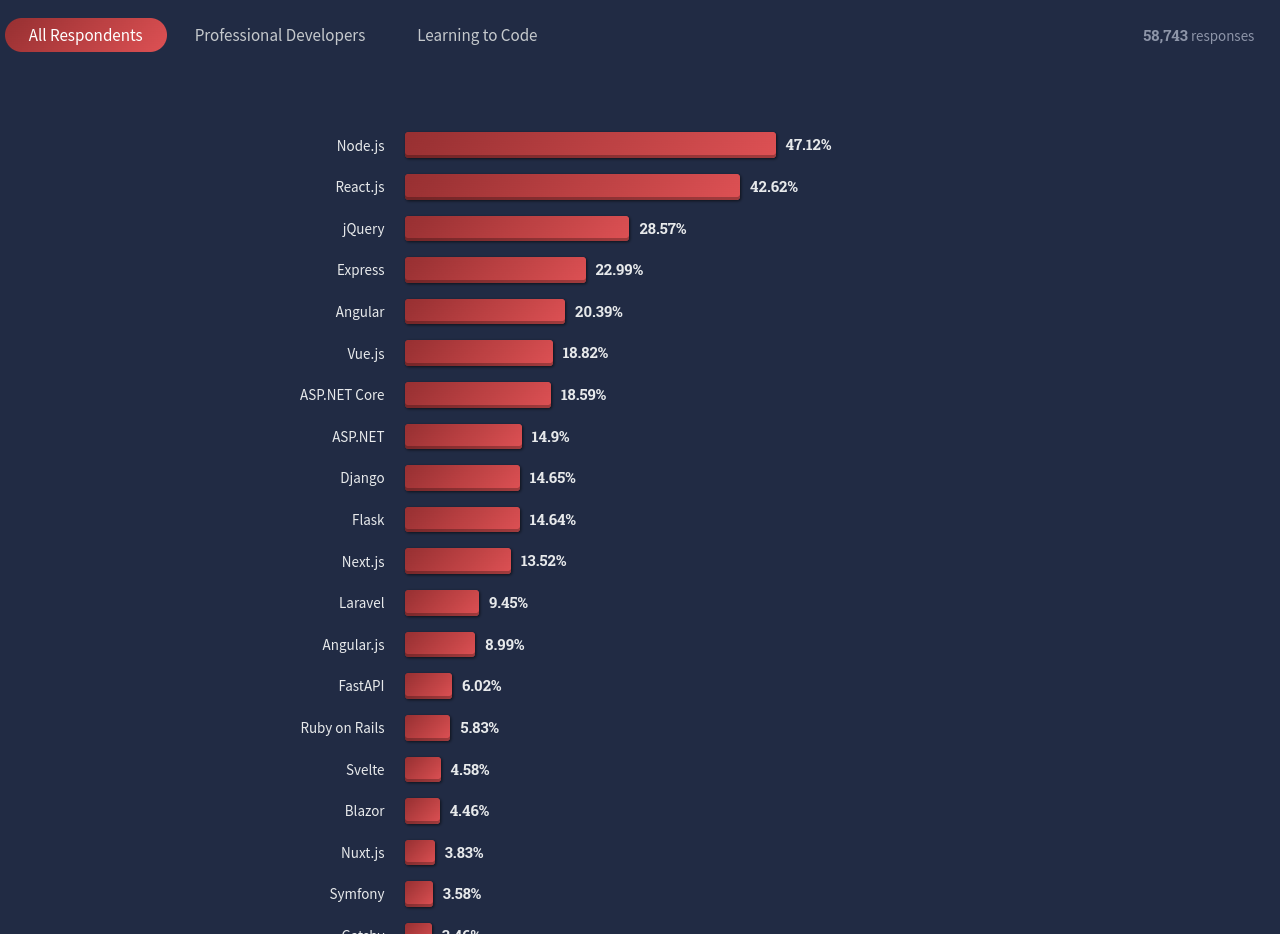 All Respondents Professional Developers Learning to Code 58,743 responses
Node.js 47.12%
React.js 42.62%
jQuery 28.57%
Express 22.99%
Angular 20.39%
Vue.js 18.82%
ASP.NET Core 18.59%
ASP.NET 14.9%
Django 14.65%
Flask 14.64%
Next.js 13.52%
Laravel 9.45%
Angular.js 8.99%
FastAPI 6.02%
Ruby on Rails 5.83%
Svelte 4.58%
Blazor 4.46%
Nuxt.js 3.83%
Symfony 3.58%